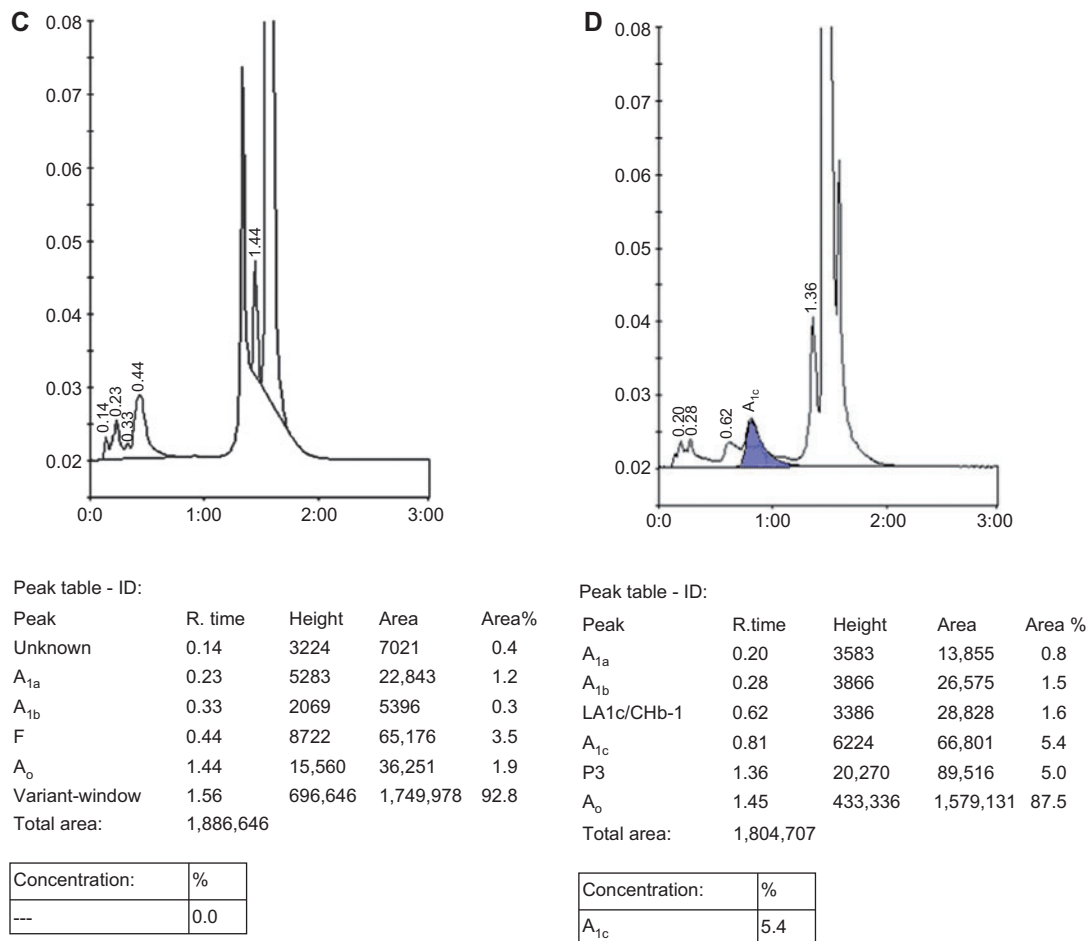 C
0.08
0.07
0.06
0.05
0.04
0.03
0.02
0.14
0.23
0.33
0.44
1.44
0:0 1:00 2:00 3:00
Peak table - ID:
Peak R. time Height Area Area%
Unknown 0.14 3224 7021 0.4
A1a 0.23 5283 22,843 1.2
A1b 0.33 2069 5396 0.3
F 0.44 8722 65,176 3.5
Ao 1.44 15,560 36,251 1.9
Variant-window 1.56 696,646 1,749,978 92.8
Total area: 1,886,646
Concentration: %
--- 0.0
D
0.08
0.07
0.06
0.05
0.04
0.03
0.02
0.20
0.28
0.62
A1c
1.36
0:0 1:00 2:00 3:00
Peak table - ID:
Peak R.time Height Area Area %
A1a 0.20 3583 13,855 0.8
A1b 0.28 3866 26,575 1.5
LA1c/CHb-1 0.62 3386 28,828 1.6
A1c 0.81 6224 66,801 5.4
P3 1.36 20,270 89,516 5.0
Ao 1.45 433,336 1,579,131 87.5
Total area: 1,804,707
Concentration: %
A1c 5.4